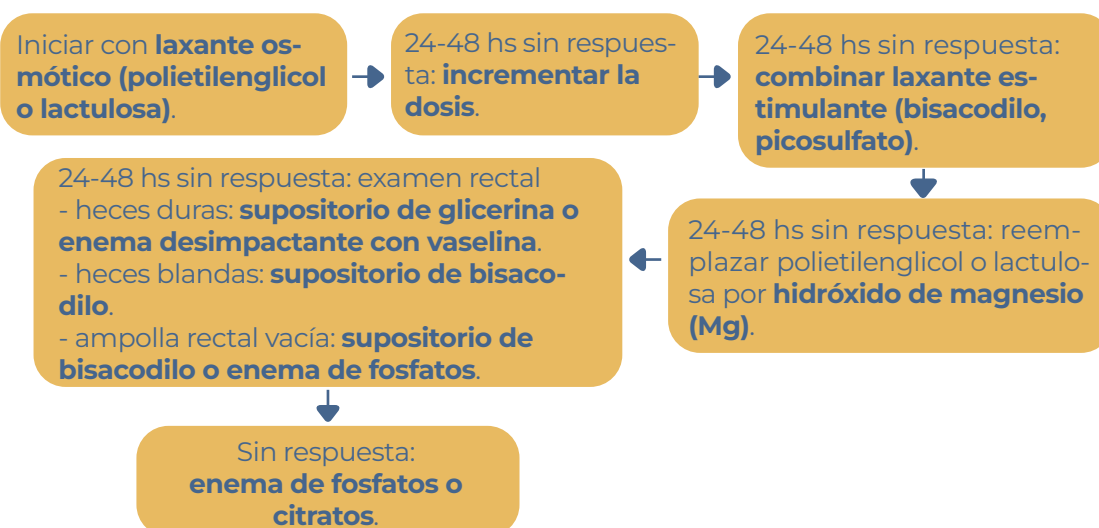 Iniciar con laxante os-
mótico (polietilenglicol
o lactulosa).
24-48 hs sin respues-
ta: incrementar la
dosis.
24-48 hs sin respuesta:
combinar laxante es-
timulante (bisacodilo,
picosulfato).
24-48 hs sin respuesta: reem-
plazar polietilenglicol o lactulo-
sa por hidróxido de magnesio
(Mg).
24-48 hs sin respuesta: examen rectal
- heces duras: supositorio de glicerina o
enema desimpactante con vaselina.
- heces blandas: supositorio de bisaco-
dilo.
- ampolla rectal vacía: supositorio de
bisacodilo o enema de fosfatos.
Sin respuesta:
enema de fosfatos o
citratos.